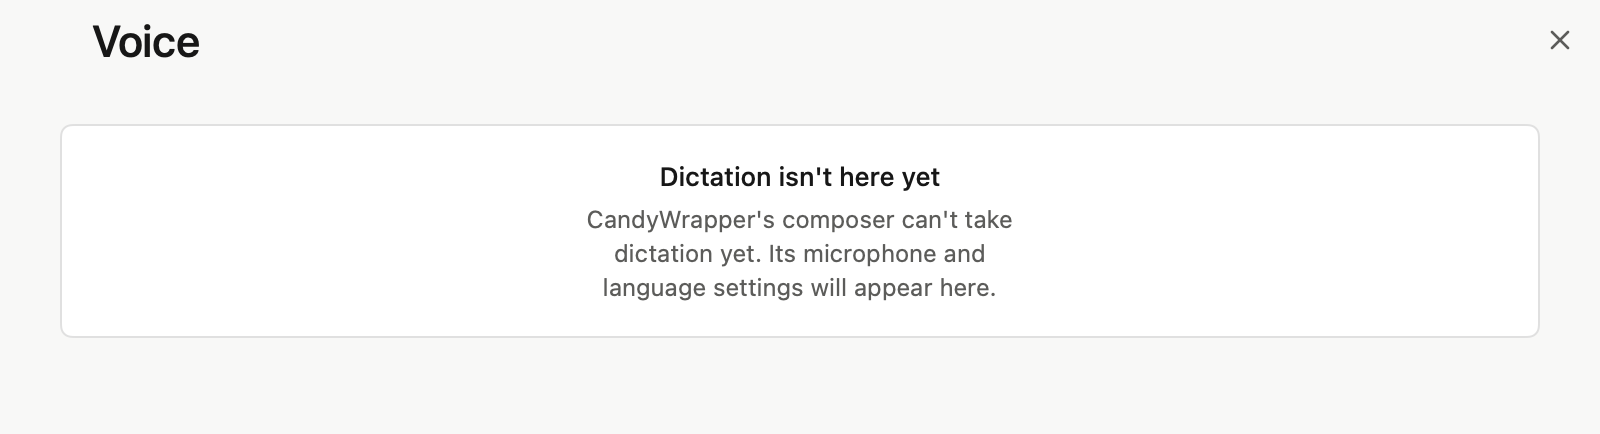 Voice
Dictation isn't here yet
CandyWrapper's composer can't take
dictation yet. Its microphone and
language settings will appear here.